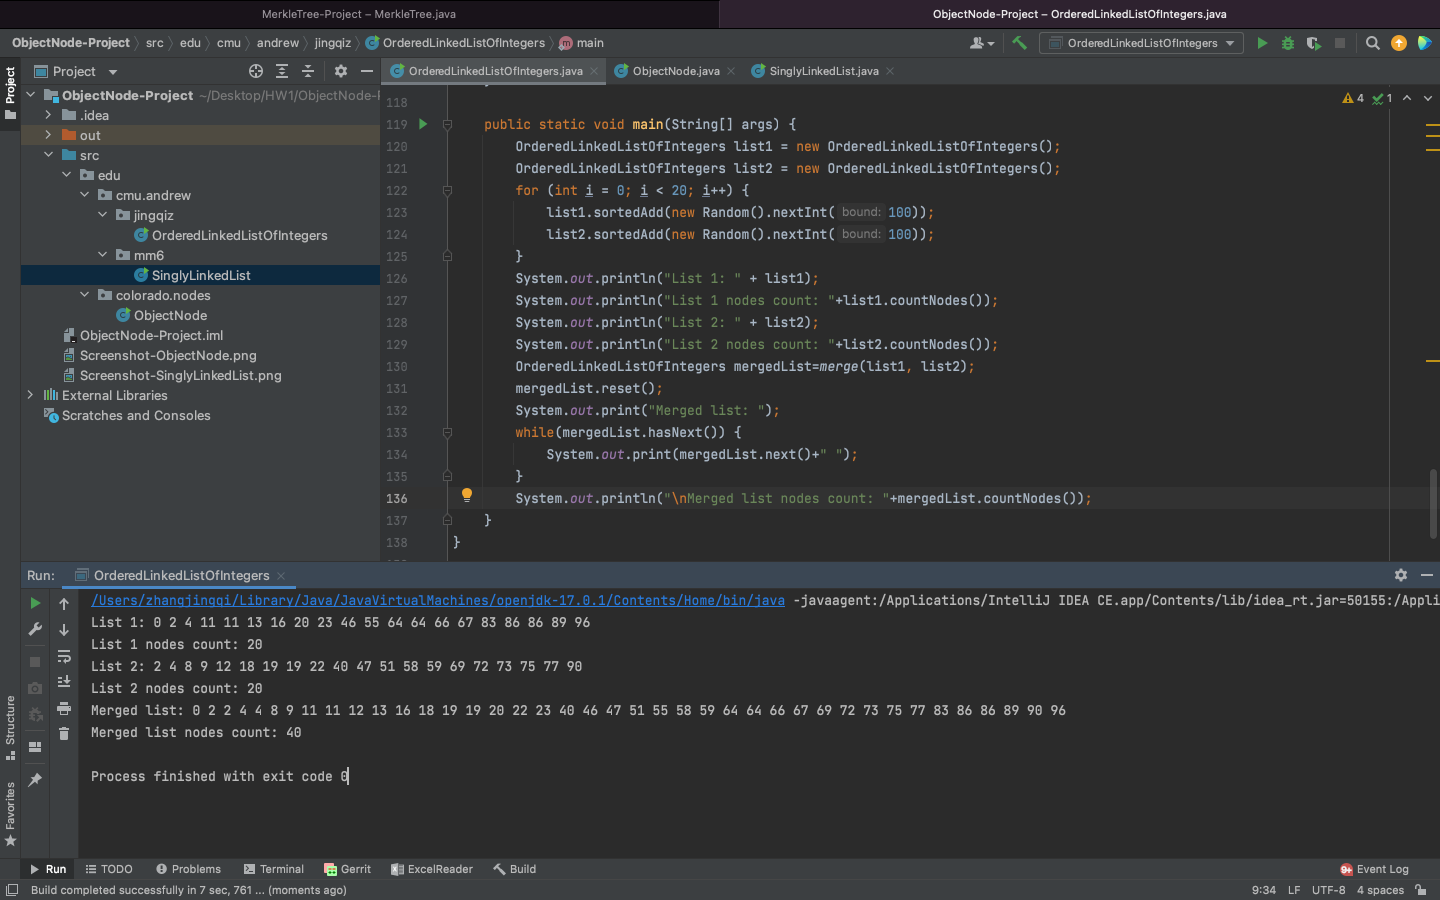 MerkleTree-Project – MerkleTree.java
ObjectNode-Project – OrderedLinkedListOfIntegers.java
ObjectNode-Project 〉 src 〉 edu 〉 cmu 〉 andrew 〉 jingqiz 〉 OrderedLinkedListOfIntegers 〉 main
OrderedLinkedListOfIntegers
Project
Project
OrderedLinkedListOfIntegers.java
ObjectNode.java
SinglyLinkedList.java
ObjectNode-Project ~/Desktop/HW1/ObjectNode-
.idea
out
src
edu
cmu.andrew
jingqiz
OrderedLinkedListOfIntegers
mm6
SinglyLinkedList
colorado.nodes
ObjectNode
ObjectNode-Project.iml
Screenshot-ObjectNode.png
Screenshot-SinglyLinkedList.png
External Libraries
Scratches and Consoles
4 1
118
119 public static void main(String[] args) {
120 OrderedLinkedListOfIntegers list1 = new OrderedLinkedListOfIntegers();
121 OrderedLinkedListOfIntegers list2 = new OrderedLinkedListOfIntegers();
122 for (int i = 0; i < 20; i++) {
123 list1.sortedAdd(new Random().nextInt( bound: 100));
124 list2.sortedAdd(new Random().nextInt( bound: 100));
125 }
126 System.out.println("List 1: " + list1);
127 System.out.println("List 1 nodes count: "+list1.countNodes());
128 System.out.println("List 2: " + list2);
129 System.out.println("List 2 nodes count: "+list2.countNodes());
130 OrderedLinkedListOfIntegers mergedList=merge(list1, list2);
131 mergedList.reset();
132 System.out.print("Merged list: ");
133 while(mergedList.hasNext()) {
134 System.out.print(mergedList.next()+" ");
135 }
136 System.out.println("\nMerged list nodes count: "+mergedList.countNodes());
137 }
138 }
Run: OrderedLinkedListOfIntegers
/Users/zhangjingqi/Library/Java/JavaVirtualMachines/openjdk-17.0.1/Contents/Home/bin/java -javaagent:/Applications/IntelliJ IDEA CE.app/Contents/lib/idea_rt.jar=50155:/Appli
List 1: 0 2 4 11 11 13 16 20 23 46 55 64 64 66 67 83 86 86 89 96
List 1 nodes count: 20
List 2: 2 4 8 9 12 18 19 19 22 40 47 51 58 59 69 72 73 75 77 90
List 2 nodes count: 20
Merged list: 0 2 2 4 4 8 9 11 11 12 13 16 18 19 19 20 22 23 40 46 47 51 55 58 59 64 64 66 67 69 72 73 75 77 83 86 86 89 90 96
Merged list nodes count: 40
Process finished with exit code 0
Structure
Favorites
Run
TODO
Problems
Terminal
Gerrit
ExcelReader
Build
9+ Event Log
Build completed successfully in 7 sec, 761 ... (moments ago)
9:34 LF UTF-8 4 spaces